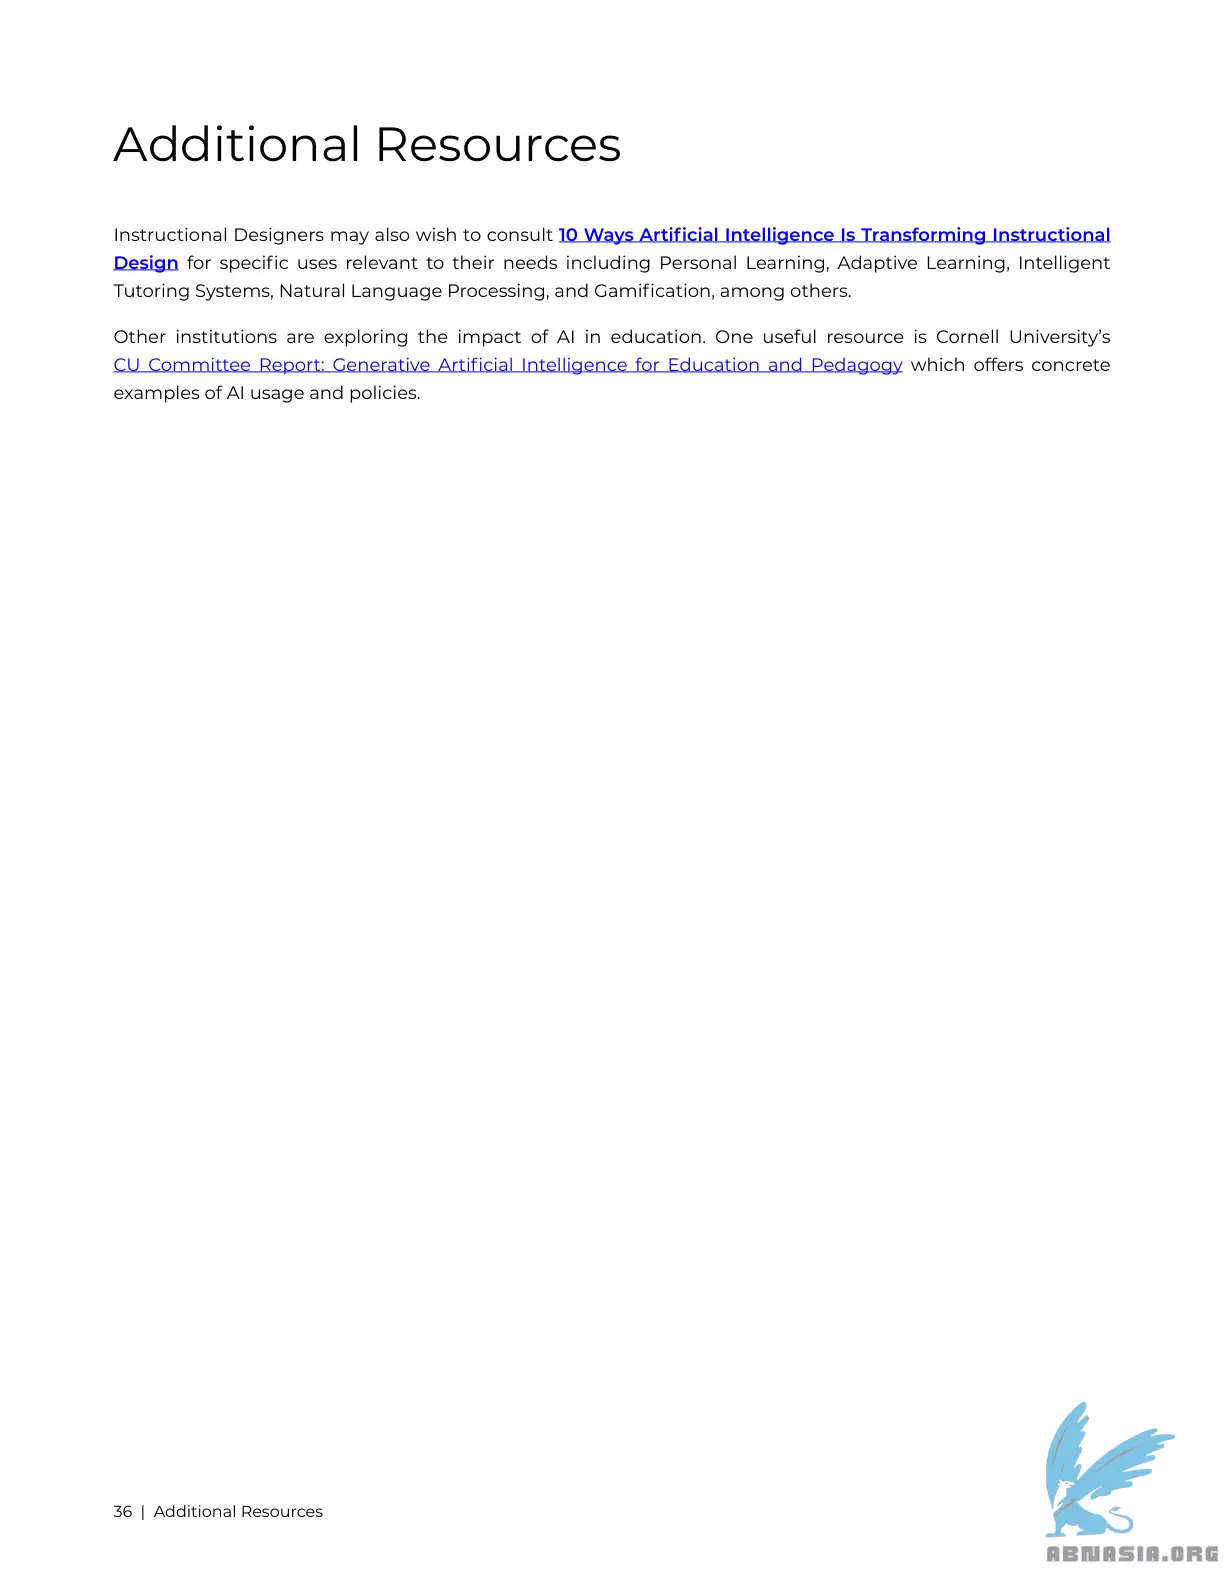 Additional Resources
Instructional Designers may also wish to consult 10 Ways Artificial Intelligence Is Transforming Instructional
Design for specific uses relevant to their needs including Personal Learning, Adaptive Learning, Intelligent
Tutoring Systems, Natural Language Processing, and Gamification, among others.
Other institutions are exploring the impact of AI in education. One useful resource is Cornell University’s
CU Committee Report: Generative Artificial Intelligence for Education and Pedagogy which offers concrete
examples of AI usage and policies.
36 | Additional Resources
ABNASIA.ORG